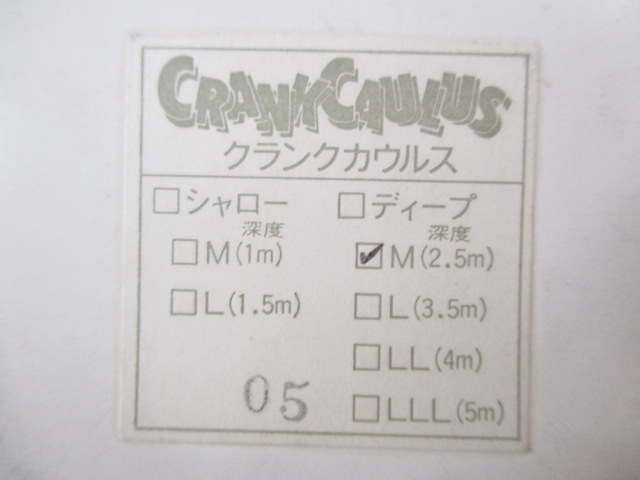 CRANKCAULUS
クランクカウルス
☐シャロー
深度
☐M(1m)
☐L(1.5m)
05
☐ディープ
深度
☑M(2.5m)
☐L(3.5m)
☐LL(4m)
☐LLL(5m)